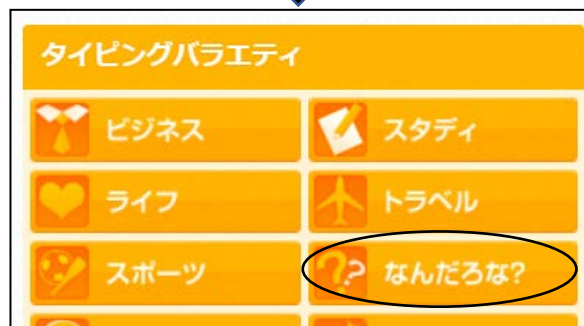 タイピングバラエティ
ビジネス
スタディ
ライフ
トラベル
スポーツ
なんだろな?